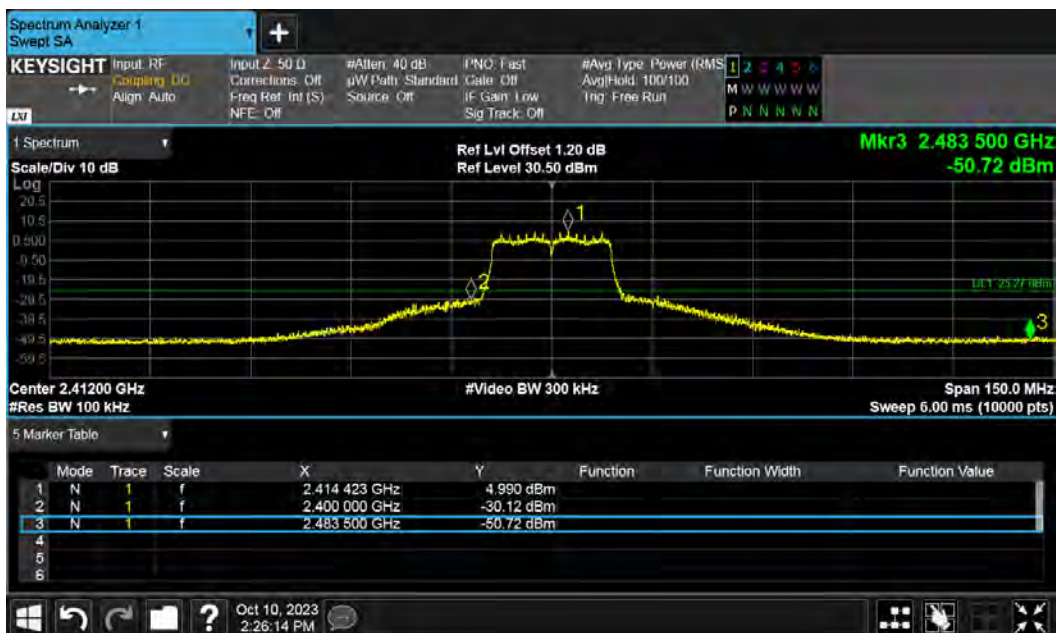 Spectrum Analyzer 1
Swept SA
+
KEYSIGHT Input: RF Input Z: 50 Ω #Atten: 40 dB PNO: Fast #Avg Type: Power (RMS 1 2 3 4 5 6
Coupling: DC Corrections: Off µW Path: Standard Gate: Off Avg|Hold: 100/100 M W W W W W
Align: Auto Freq Ref: Int (S) Source: Off IF Gain: Low Trig: Free Run
NFE: Off Sig Track: Off P N N N N N
LXI
1 Spectrum Ref Lvl Offset 1.20 dB Mkr3 2.483 500 GHz
Scale/Div 10 dB Ref Level 30.50 dBm -50.72 dBm
Log
20.5
10.5 1
0.500
-9.50
-19.5 2 DL1 -25.27 dBm
-29.5
-39.5
-49.5 3
-59.5
Center 2.41200 GHz #Video BW 300 kHz Span 150.0 MHz
#Res BW 100 kHz Sweep 6.00 ms (10000 pts)
5 Marker Table
Mode Trace Scale X Y Function Function Width Function Value
1 N 1 f 2.414 423 GHz 4.990 dBm
2 N 1 f 2.400 000 GHz -30.12 dBm
3 N 1 f 2.483 500 GHz -50.72 dBm
4
5
6
? Oct 10, 2023
2:26:14 PM